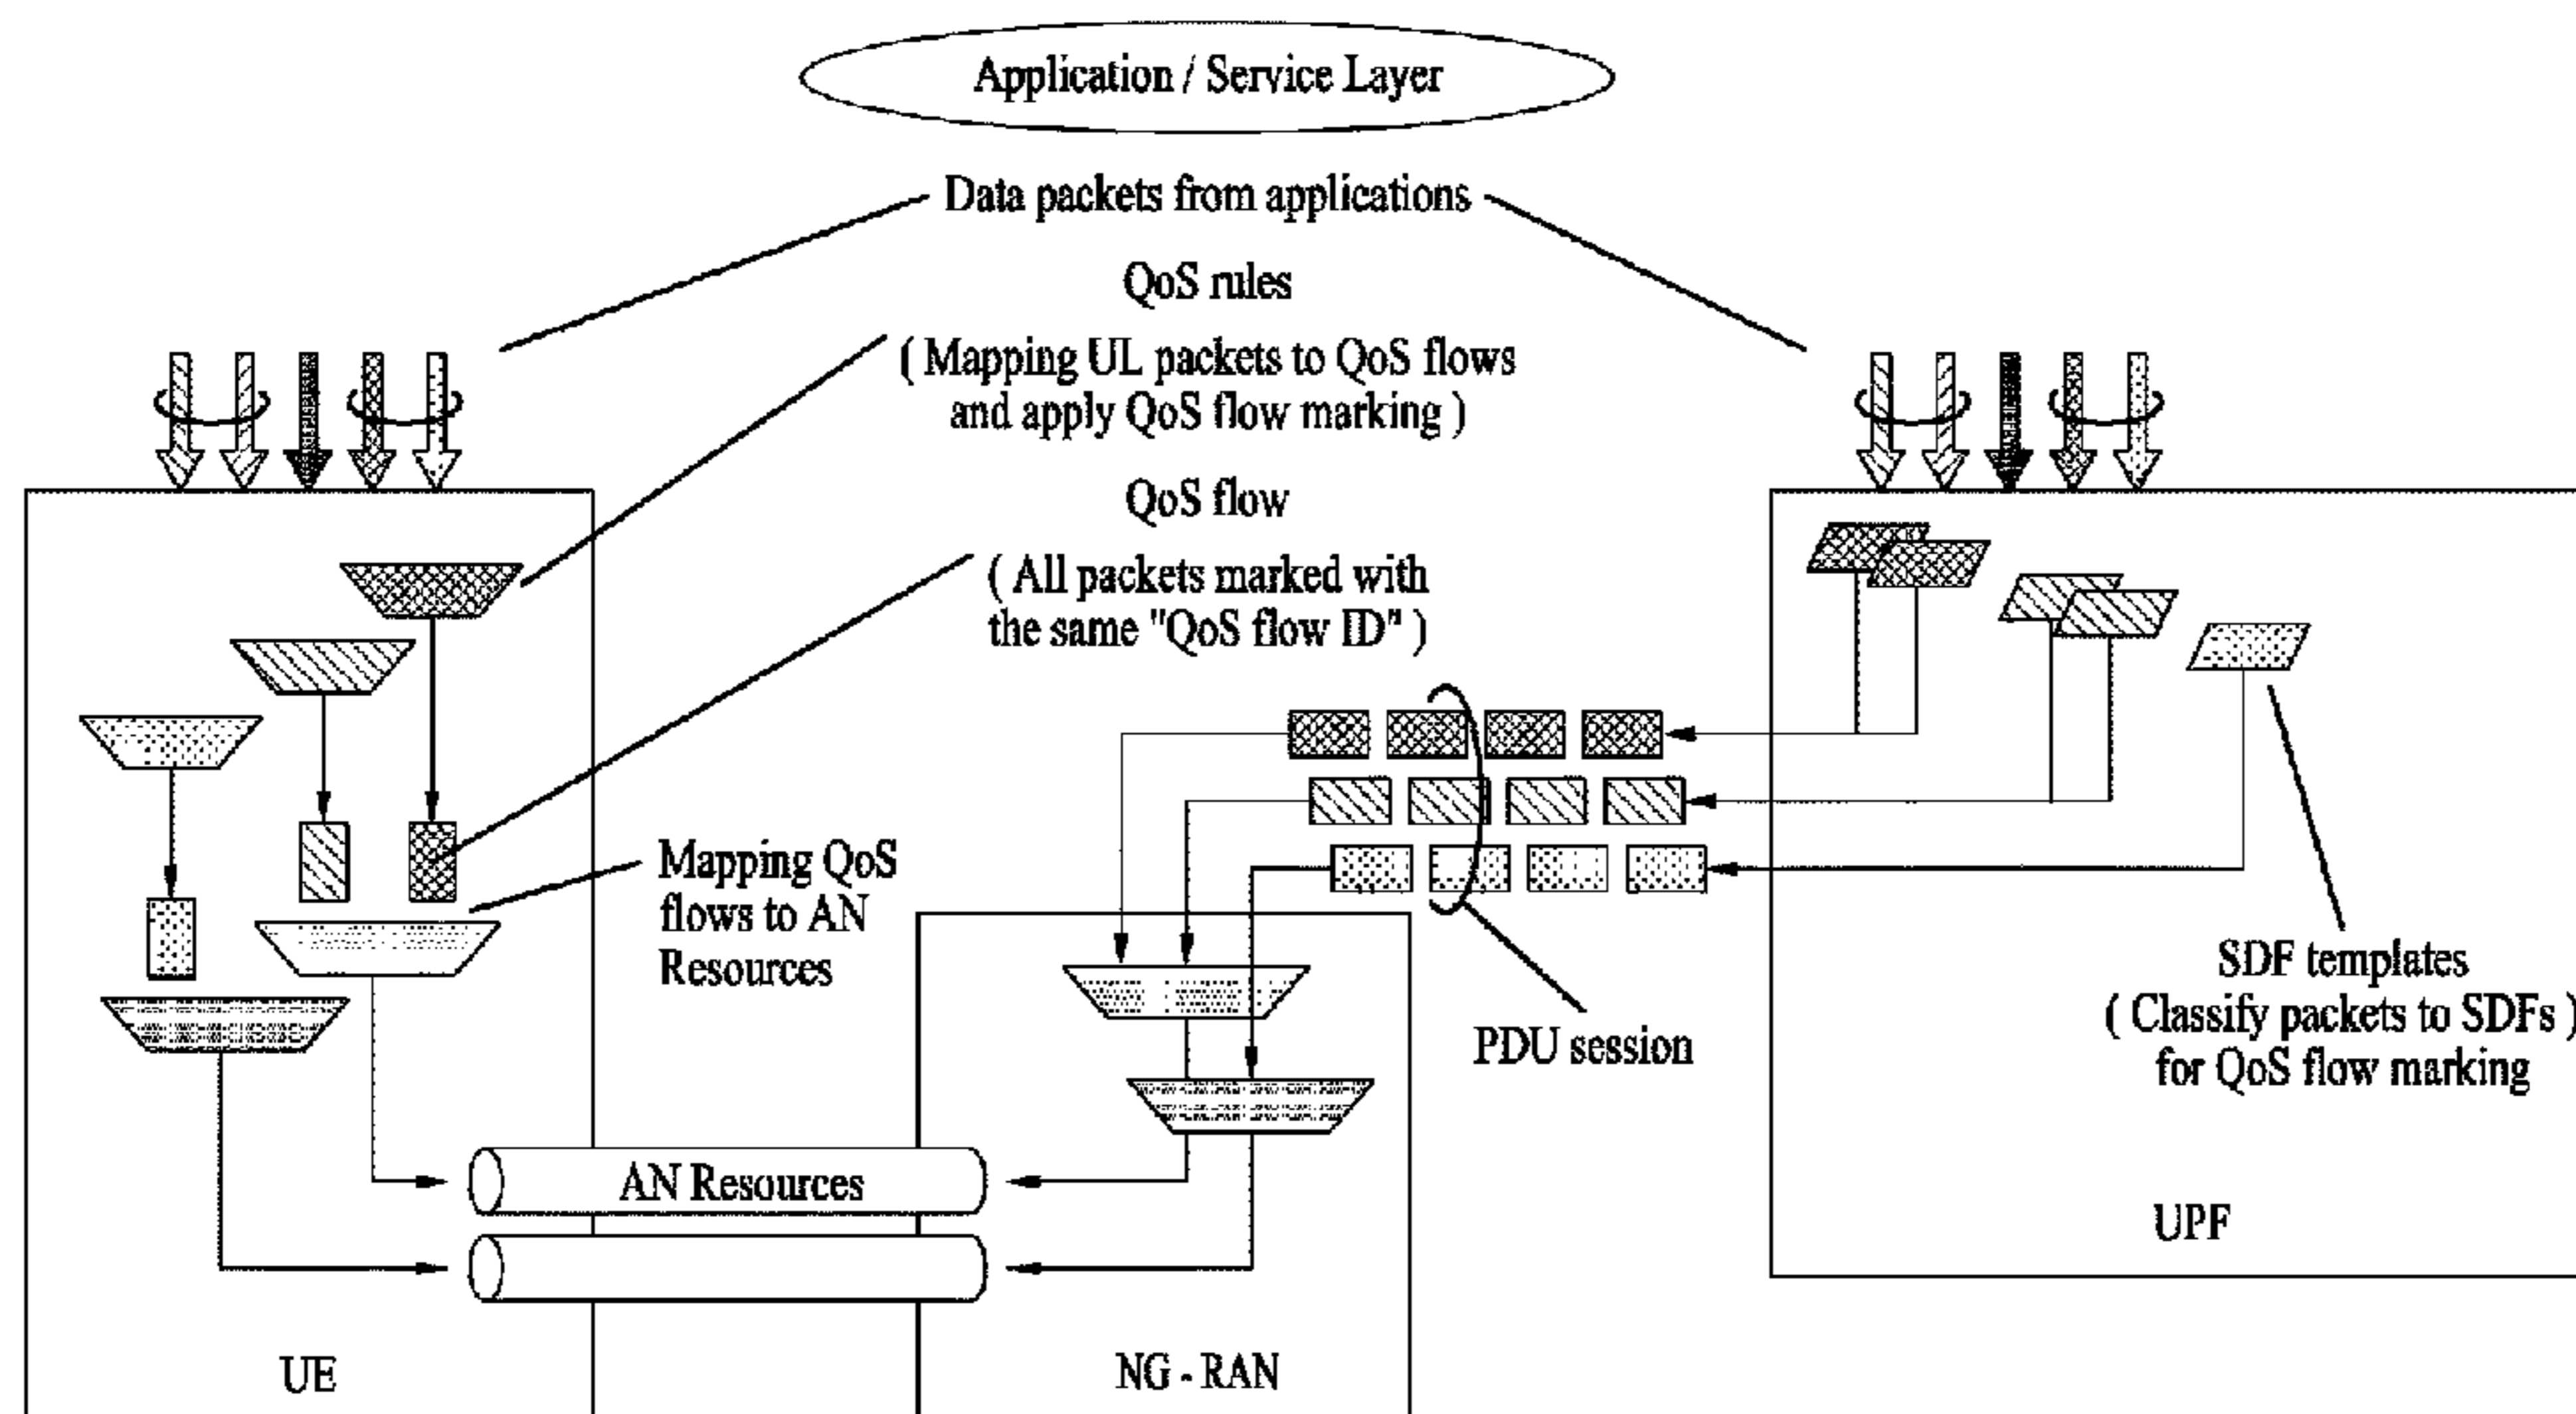 Application / Service Layer
Data packets from applications
QoS rules
( Mapping UL packets to QoS flows
and apply QoS flow marking )
QoS flow
( All packets marked with
the same "QoS flow ID" )
Mapping QoS
flows to AN
Resources
PDU session
SDF templates
( Classify packets to SDFs )
for QoS flow marking
AN Resources
UPF
UE
NG - RAN